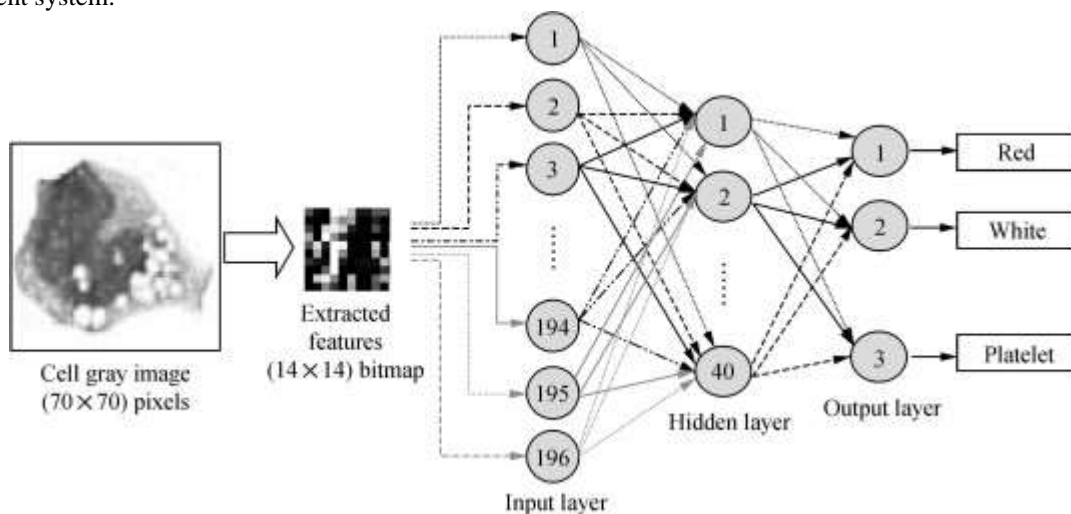 ent system.
1
2
3
194
195
196
1
2
40
1
2
3
Red
White
Platelet
Extracted
features
(14×14) bitmap
Cell gray image
(70×70) pixels
Hidden layer
Output layer
Input layer